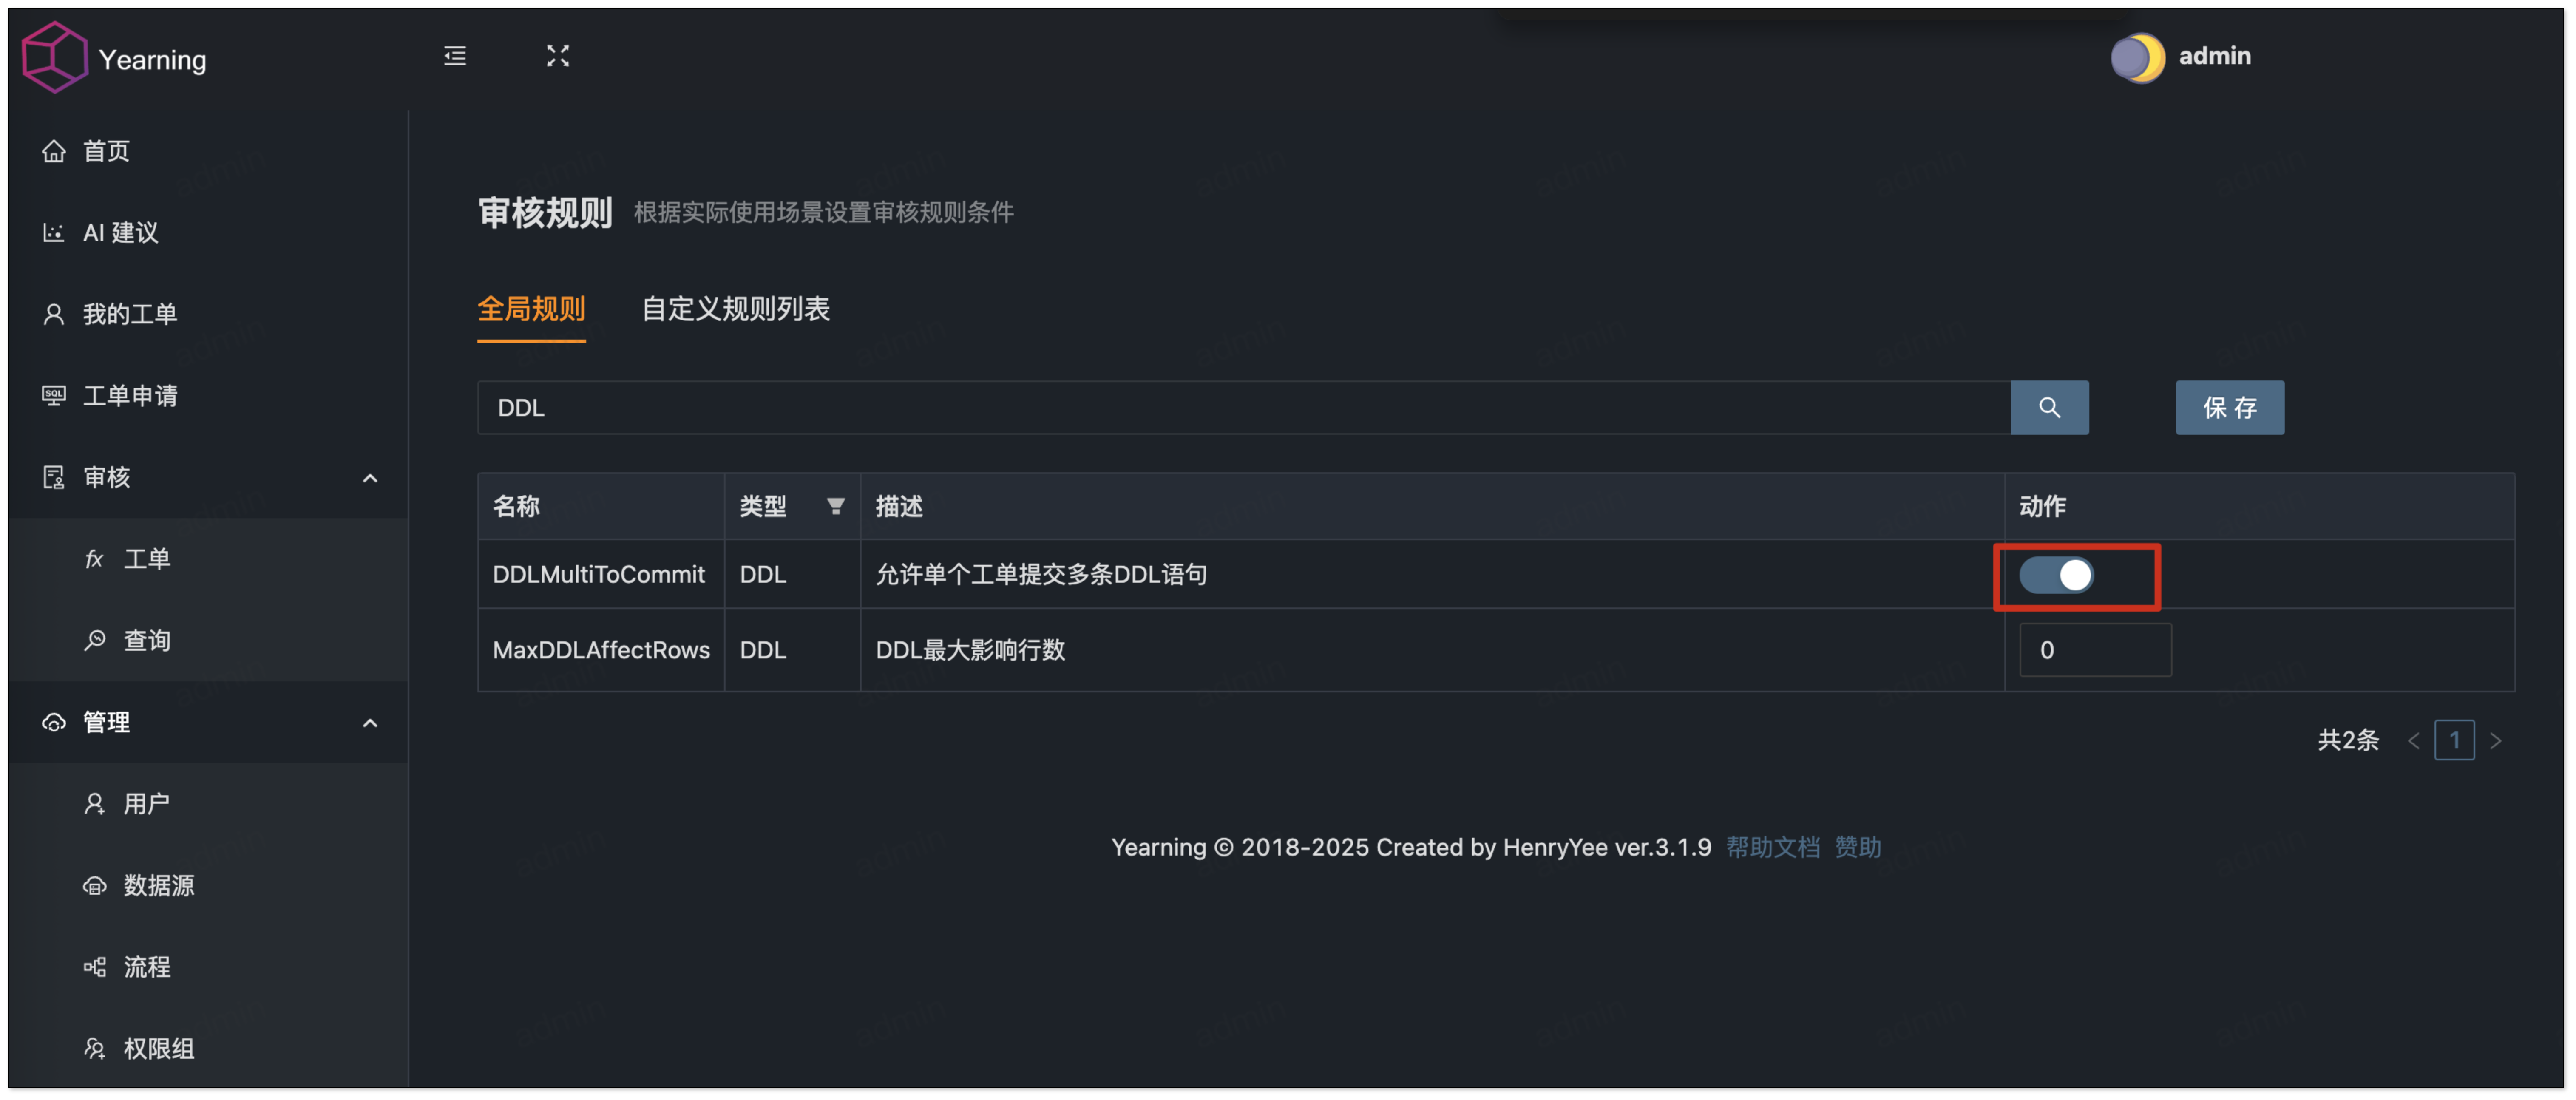 Yearning
admin
首页
AI 建议
我的工单
工单申请
审核
工单
查询
管理
用户
数据源
流程
权限组
审核规则 根据实际使用场景设置审核规则条件
全局规则 自定义规则列表
DDL
保 存
名称 类型 描述 动作
DDLMultiToCommit DDL 允许单个工单提交多条DDL语句
MaxDDLAffectRows DDL DDL最大影响行数 0
共2条 < 1 >
Yearning © 2018-2025 Created by HenryYee ver.3.1.9 帮助文档 赞助